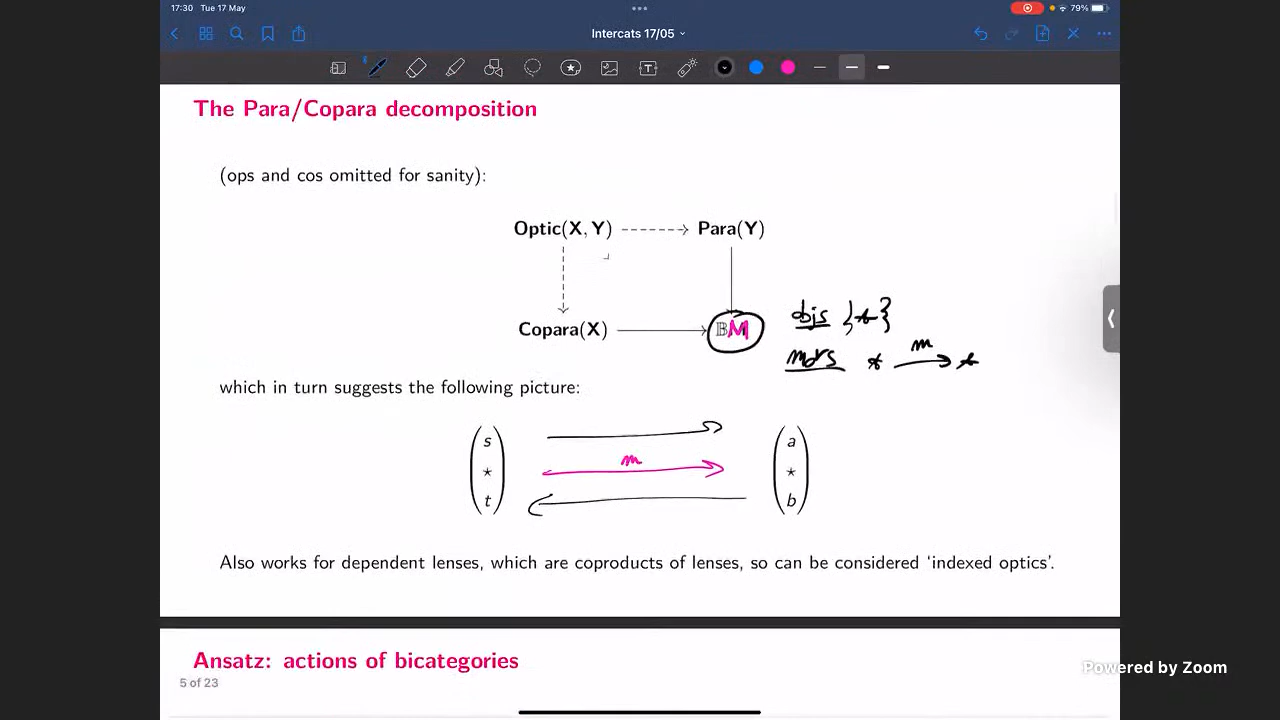 17:30 Tue 17 May
79%
Intercats 17/05
The Para/Copara decomposition
(ops and cos omitted for sanity):
Optic(X, Y) Para(Y)
Copara(X) 𝔹M
objs {⋆}
mors ⋆ m ⋆
which in turn suggests the following picture:
s a
⋆ m ⋆
t b
Also works for dependent lenses, which are coproducts of lenses, so can be considered ‘indexed optics’.
Ansatz: actions of bicategories
5 of 23
Powered by Zoom